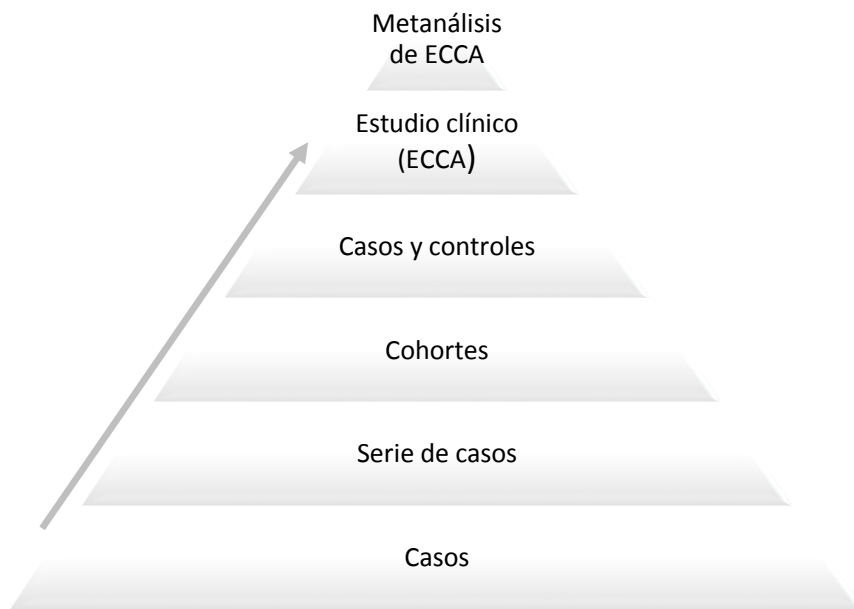 Metanálisis
de ECCA
Estudio clínico
(ECCA)
Casos y controles
Cohortes
Serie de casos
Casos